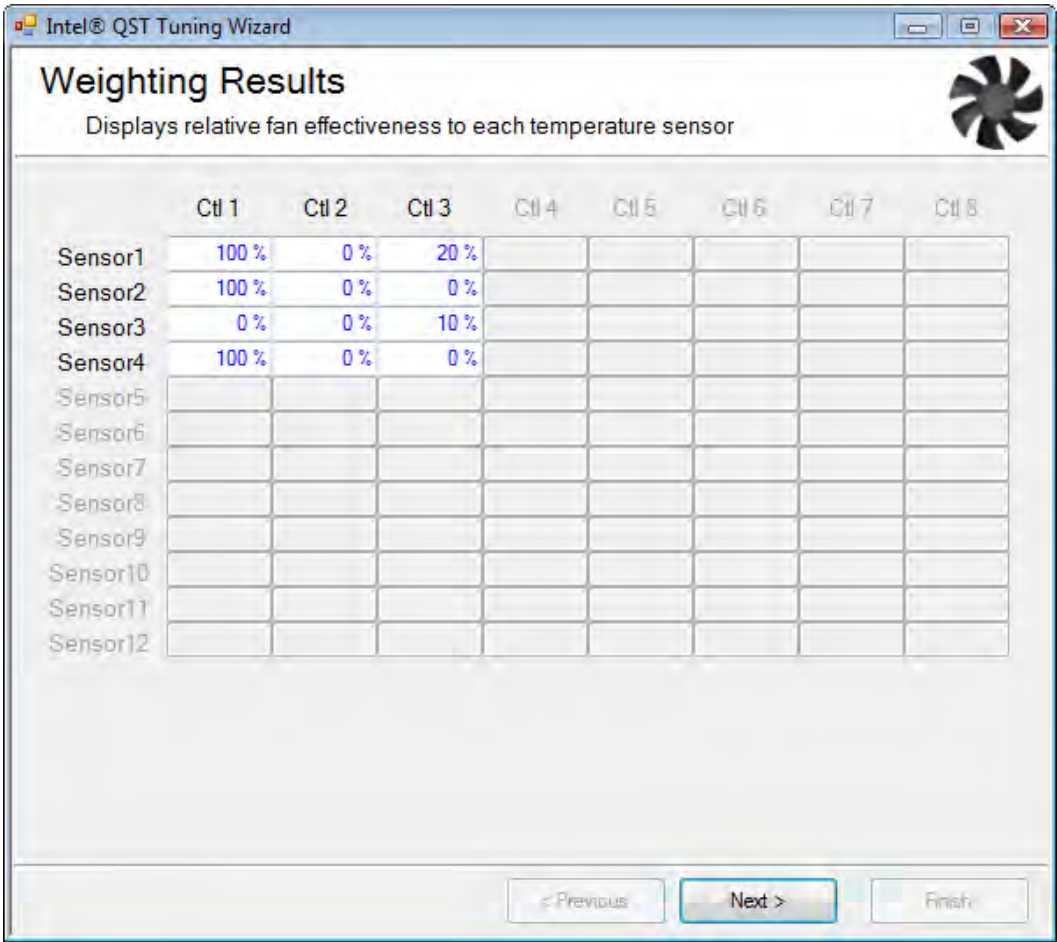 Intel® QST Tuning Wizard
Weighting Results
Displays relative fan effectiveness to each temperature sensor
Ctl 1 Ctl 2 Ctl 3 Ctl 4 Ctl 5 Ctl 6 Ctl 7 Ctl 8
Sensor1 100 % 0 % 20 %
Sensor2 100 % 0 % 0 %
Sensor3 0 % 0 % 10 %
Sensor4 100 % 0 % 0 %
Sensor5
Sensor6
Sensor7
Sensor8
Sensor9
Sensor10
Sensor11
Sensor12
< Previous Next > Finish